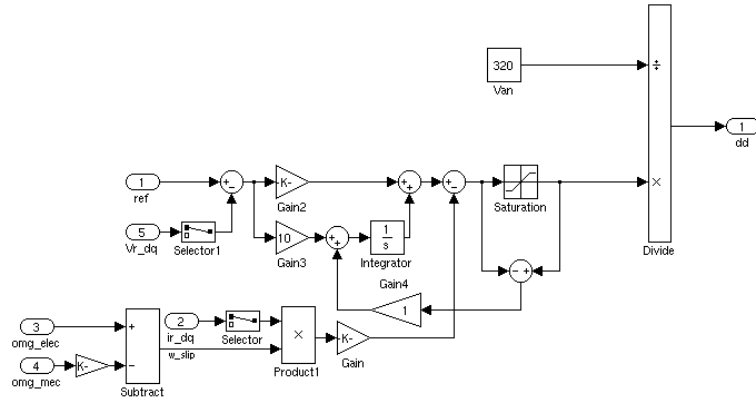 320
Van
÷
1
dd
1
ref
+
−
-K-
Gain2
+
+
+
−
Saturation
×
Divide
5
Vr_dq
Selector1
10
Gain3
+
+
1
s
Integrator
- +
Gain4
1
3
omg_elec
+
2
ir_dq
Selector
×
Product1
-K-
Gain
w_slip
4
omg_mec
K-
−
Subtract